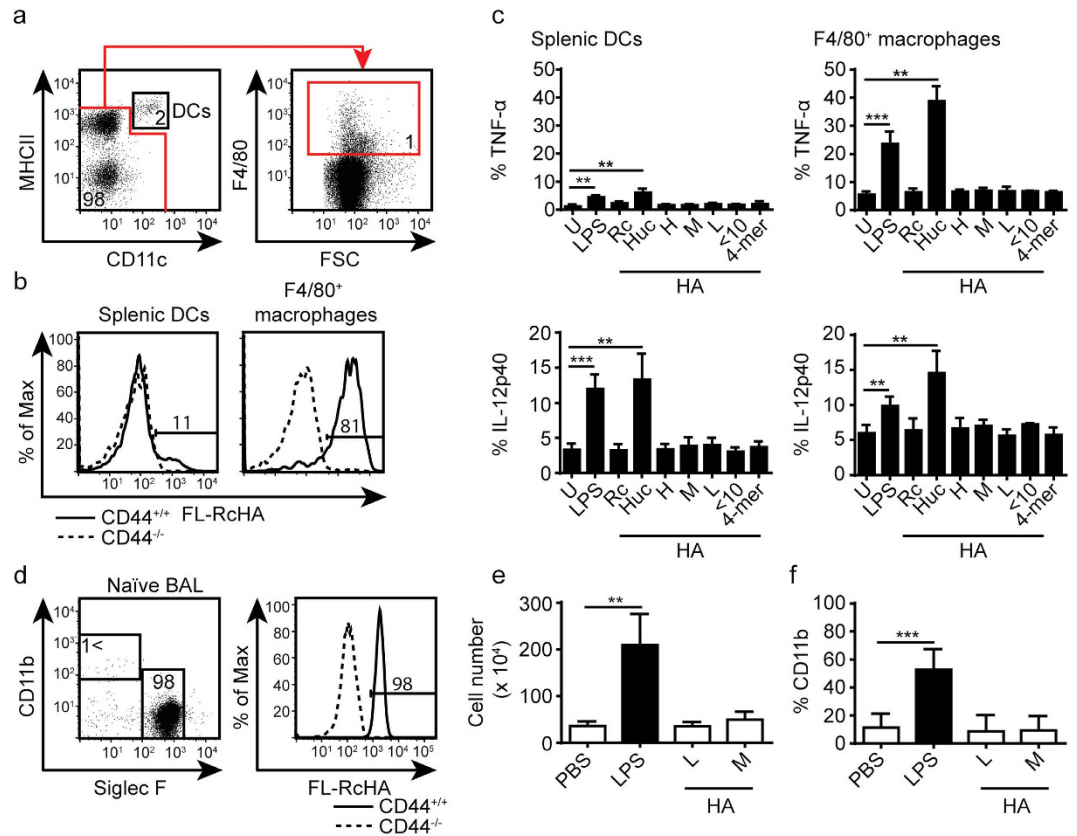 a
MHCII
10⁴
10³
10²
10¹
2
DCs
98
10¹ 10² 10³ 10⁴
CD11c
F4/80
10⁴
10³
10²
10¹
1
10¹ 10² 10³ 10⁴
FSC
b
Splenic DCs
F4/80⁺
macrophages
% of Max
100
80
60
40
20
0
11
81
0 10¹ 10² 10³ 10⁴
0 10¹ 10² 10³ 10⁴
FL-RcHA
CD44⁺/⁺
CD44⁻/⁻
c
Splenic DCs
% TNF-α
50
40
30
20
10
0
**
**
U LPS Rc Huc H M L <10 4-mer
HA
F4/80⁺ macrophages
% TNF-α
50
40
30
20
10
0
**
***
U LPS Rc Huc H M L <10 4-mer
HA
% IL-12p40
20
15
10
5
0
**
***
U LPS Rc Huc H M L <10 4-mer
HA
% IL-12p40
20
15
10
5
0
**
**
U LPS Rc Huc H M L <10 4-mer
HA
d
Naïve BAL
CD11b
10⁴
10³
10²
10¹
1<
98
10¹ 10² 10³ 10⁴
Siglec F
% of Max
100
80
60
40
20
0
98
0 10¹ 10² 10³ 10⁴ 10⁵
FL-RcHA
CD44⁺/⁺
CD44⁻/⁻
e
Cell number
(x 10⁴)
300
200
100
0
**
PBS LPS L M
HA
f
% CD11b
100
80
60
40
20
0
***
PBS LPS L M
HA